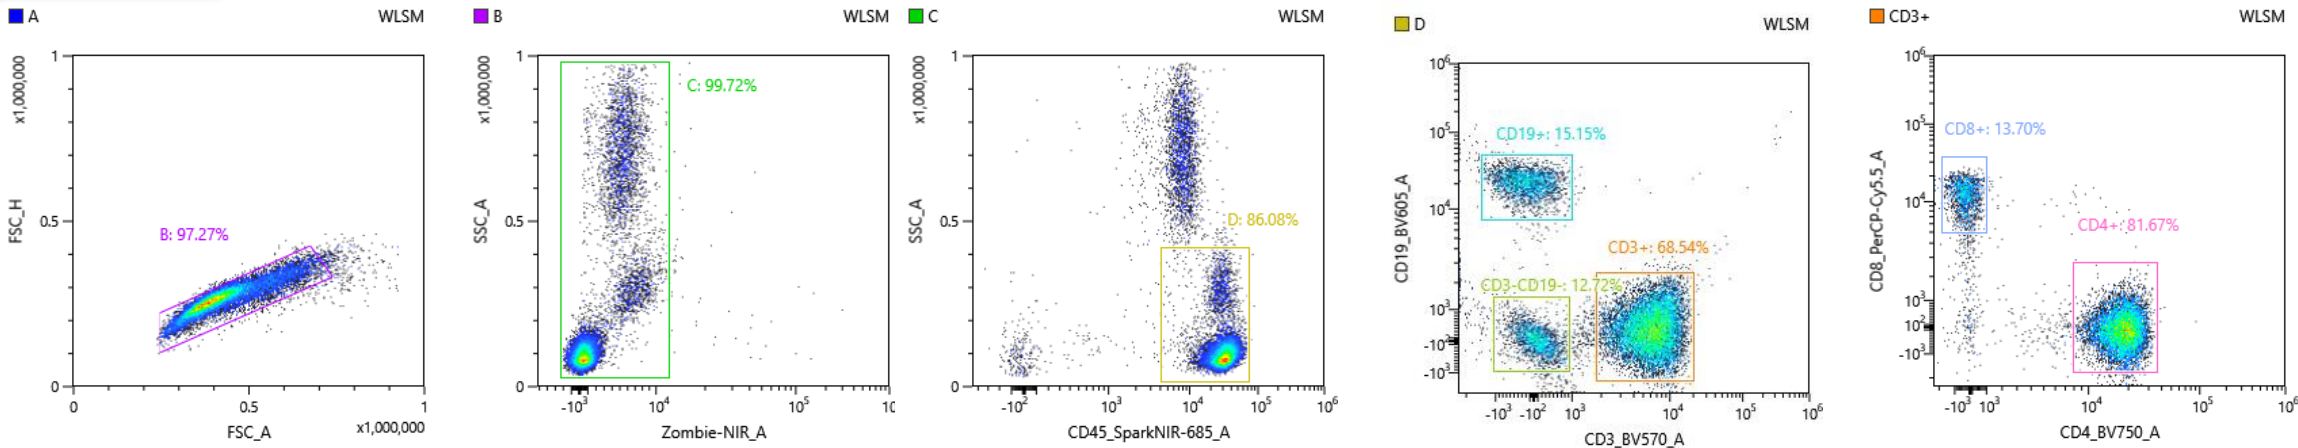 A WLSM
x1,000,000
FSC_H
1
0.5
0
B: 97.27%
0 0.5 1
FSC_A x1,000,000
B WLSM
x1,000,000
SSC_A
1
0.5
0
C: 99.72%
-10³ 10⁴ 10⁵
Zombie-NIR_A
C WLSM
x1,000,000
SSC_A
1
0.5
0
D: 86.08%
-10² 10³ 10⁴ 10⁵ 10⁶
CD45_SparkNIR-685_A
D WLSM
CD19_BV605_A
10⁶
10⁵
10⁴
10³
-10²
-10³
CD19+: 15.15%
CD3+: 68.54%
CD3-CD19-: 12.72%
-10³ -10² 10³ 10⁴ 10⁵ 10⁶
CD3_BV570_A
CD3+ WLSM
CD8_PerCP-Cy5.5_A
10⁶
10⁵
10⁴
10³
10²
-10³
CD8+: 13.70%
CD4+: 81.67%
-10³ 10³ 10⁴ 10⁵ 10⁶
CD4_BV750_A